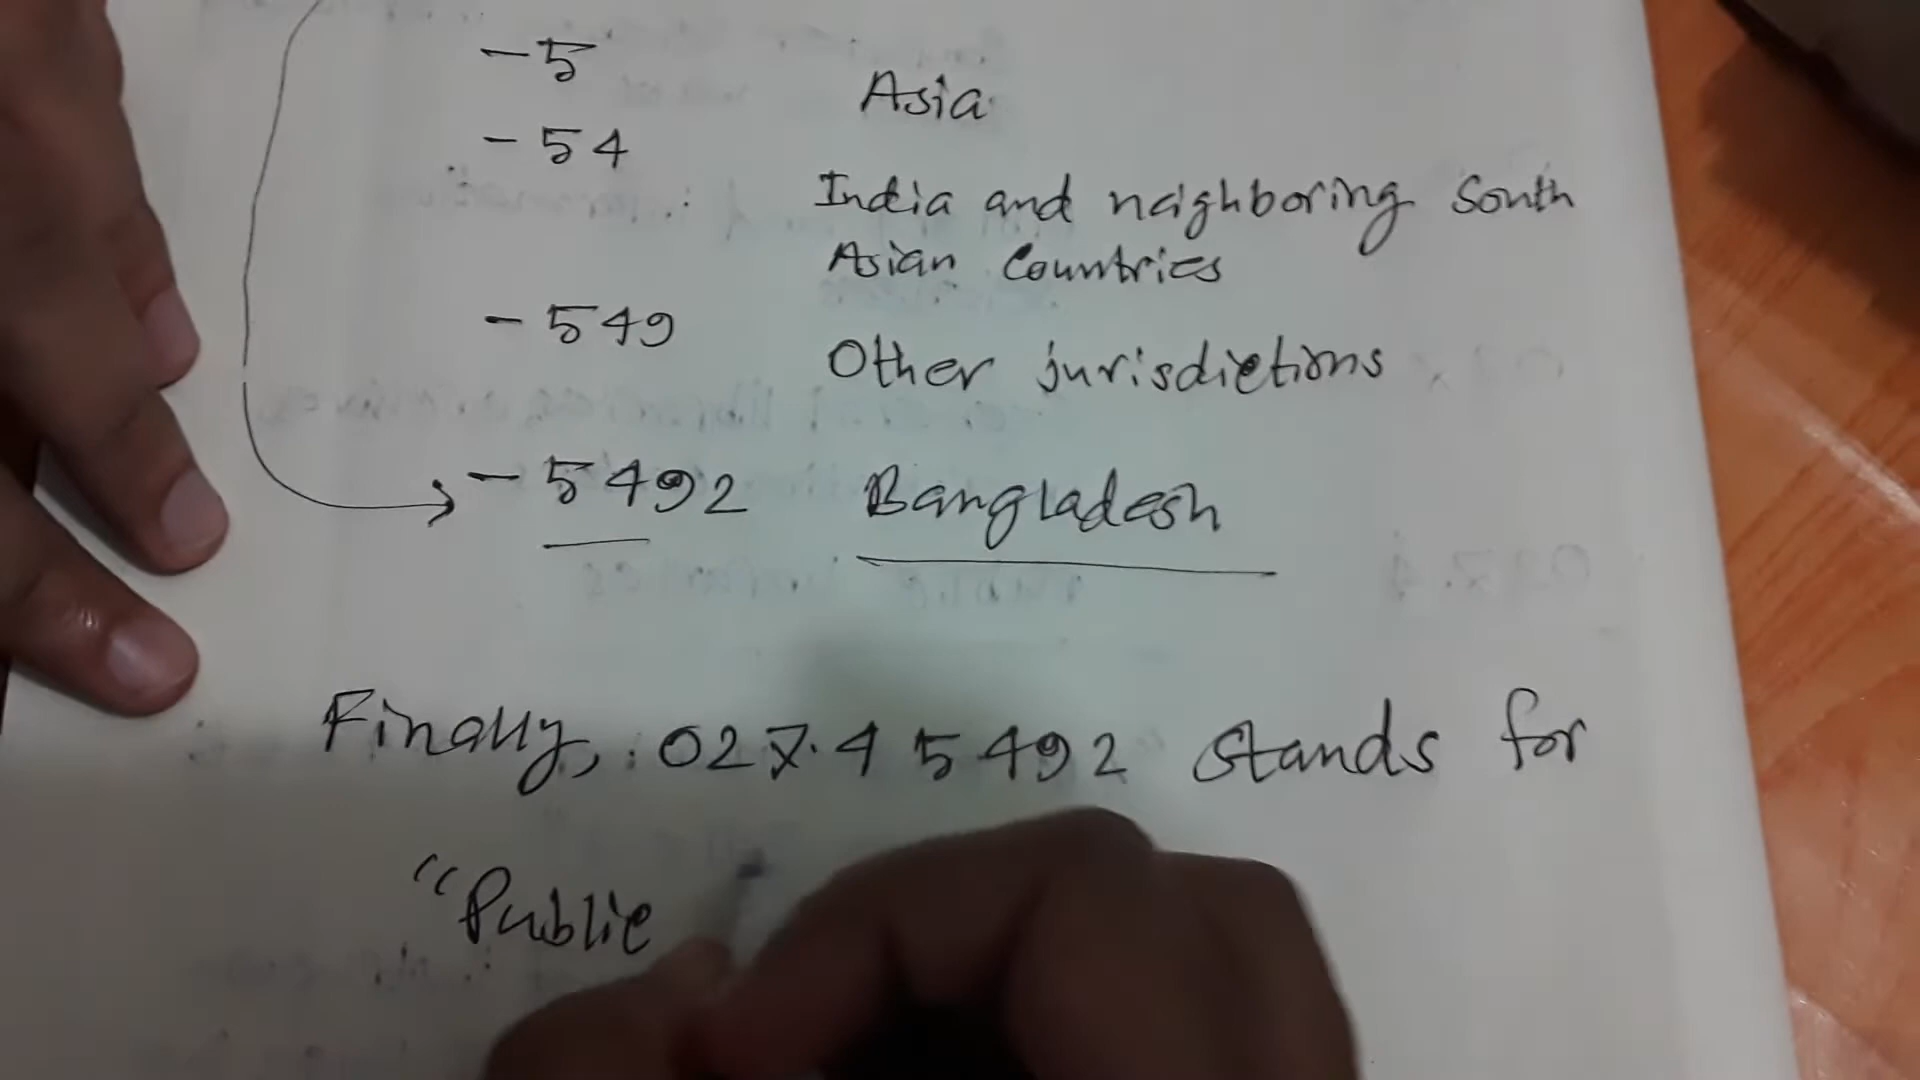 -5
Asia
-54
India and neighboring South
Asian Countries
-549
Other jurisdictions
-5492 Bangladesh
Finally, 027.45492 stands for
"Public